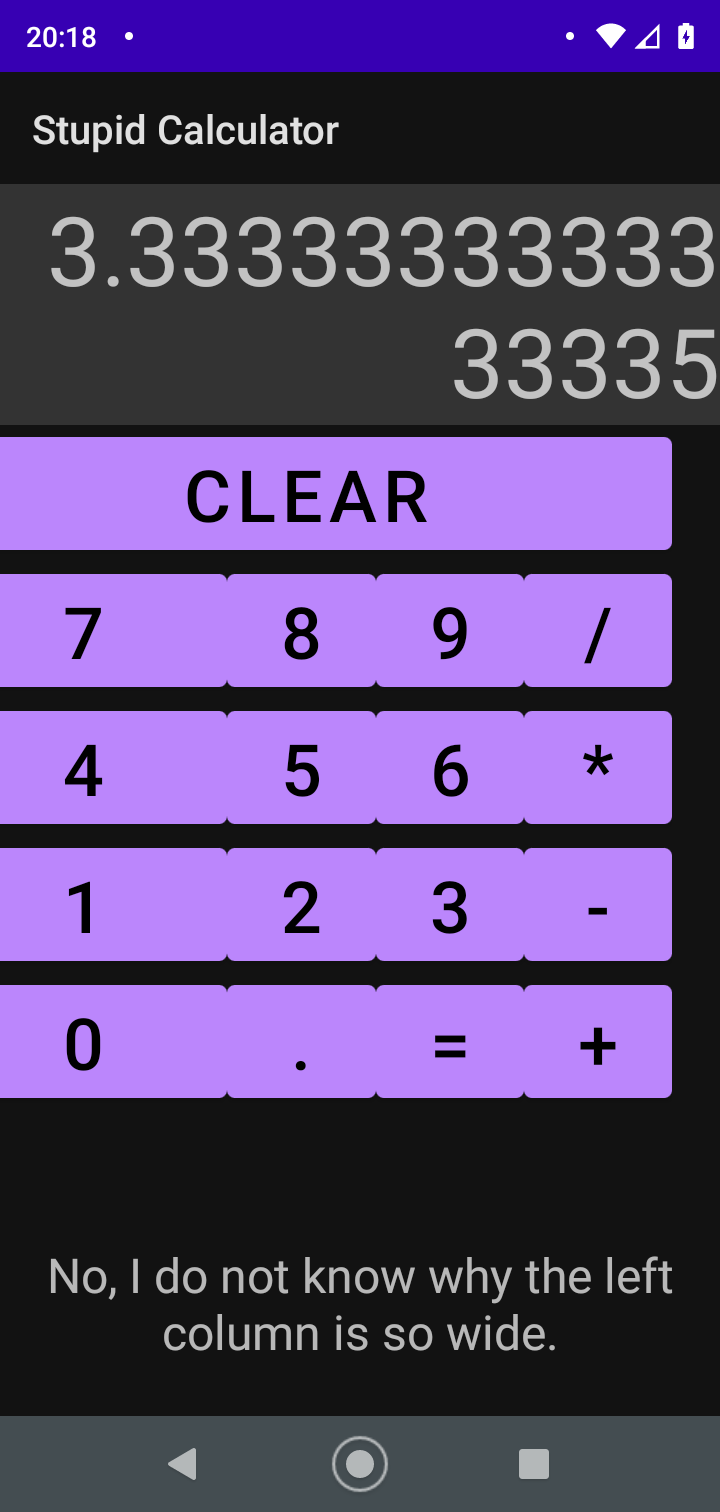 20:18
Stupid Calculator
3.33333333333
33335
CLEAR
7 8 9 /
4 5 6 *
1 2 3 -
0 . = +
No, I do not know why the left
column is so wide.